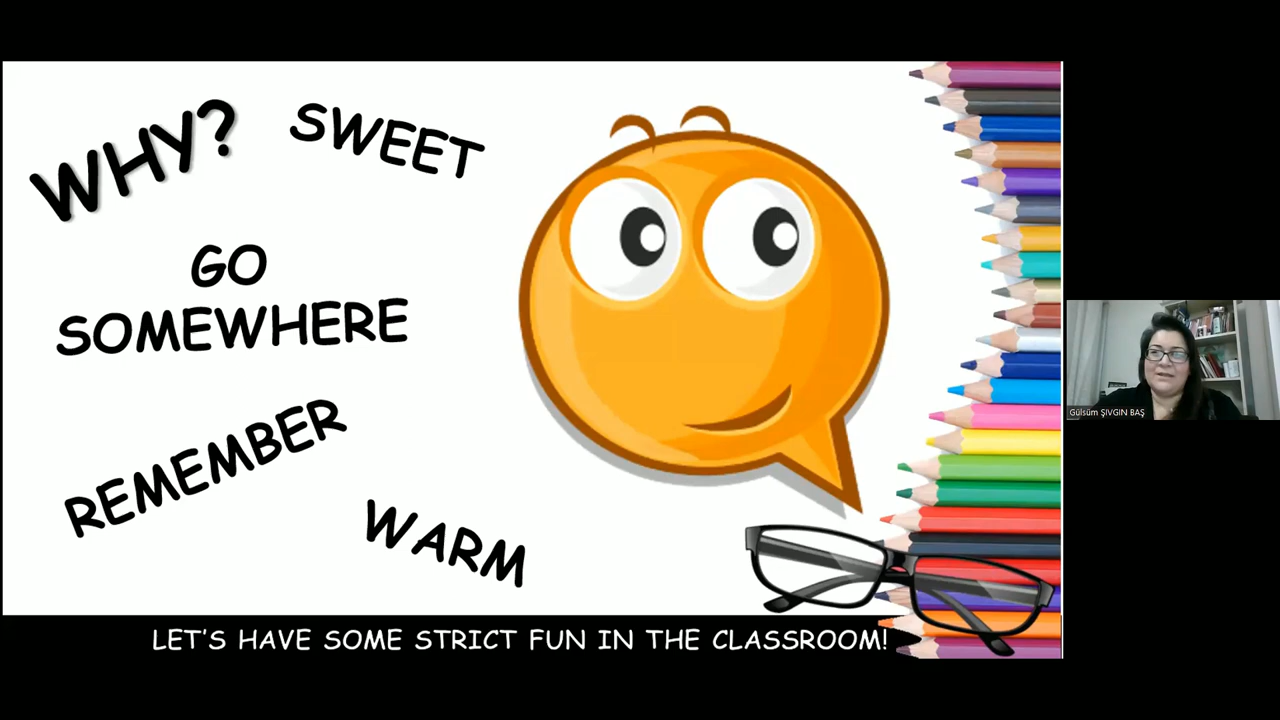 WHY?
SWEET
GO
SOMEWHERE
REMEMBER
WARM
LET'S HAVE SOME STRICT FUN IN THE CLASSROOM!
Gülsüm ŞIVGIN BAŞ